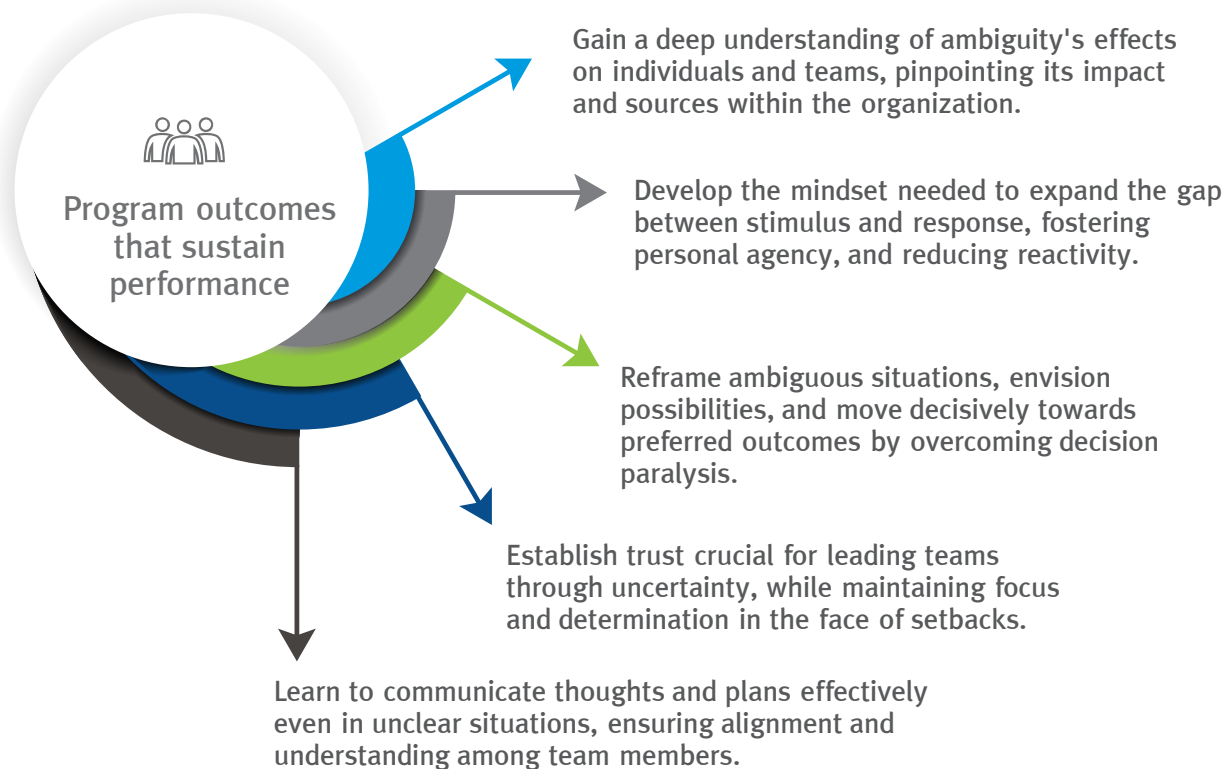 Program outcomes
that sustain
performance
Gain a deep understanding of ambiguity's effects
on individuals and teams, pinpointing its impact
and sources within the organization.
Develop the mindset needed to expand the gap
between stimulus and response, fostering
personal agency, and reducing reactivity.
Reframe ambiguous situations, envision
possibilities, and move decisively towards
preferred outcomes by overcoming decision
paralysis.
Establish trust crucial for leading teams
through uncertainty, while maintaining focus
and determination in the face of setbacks.
Learn to communicate thoughts and plans effectively
even in unclear situations, ensuring alignment and
understanding among team members.